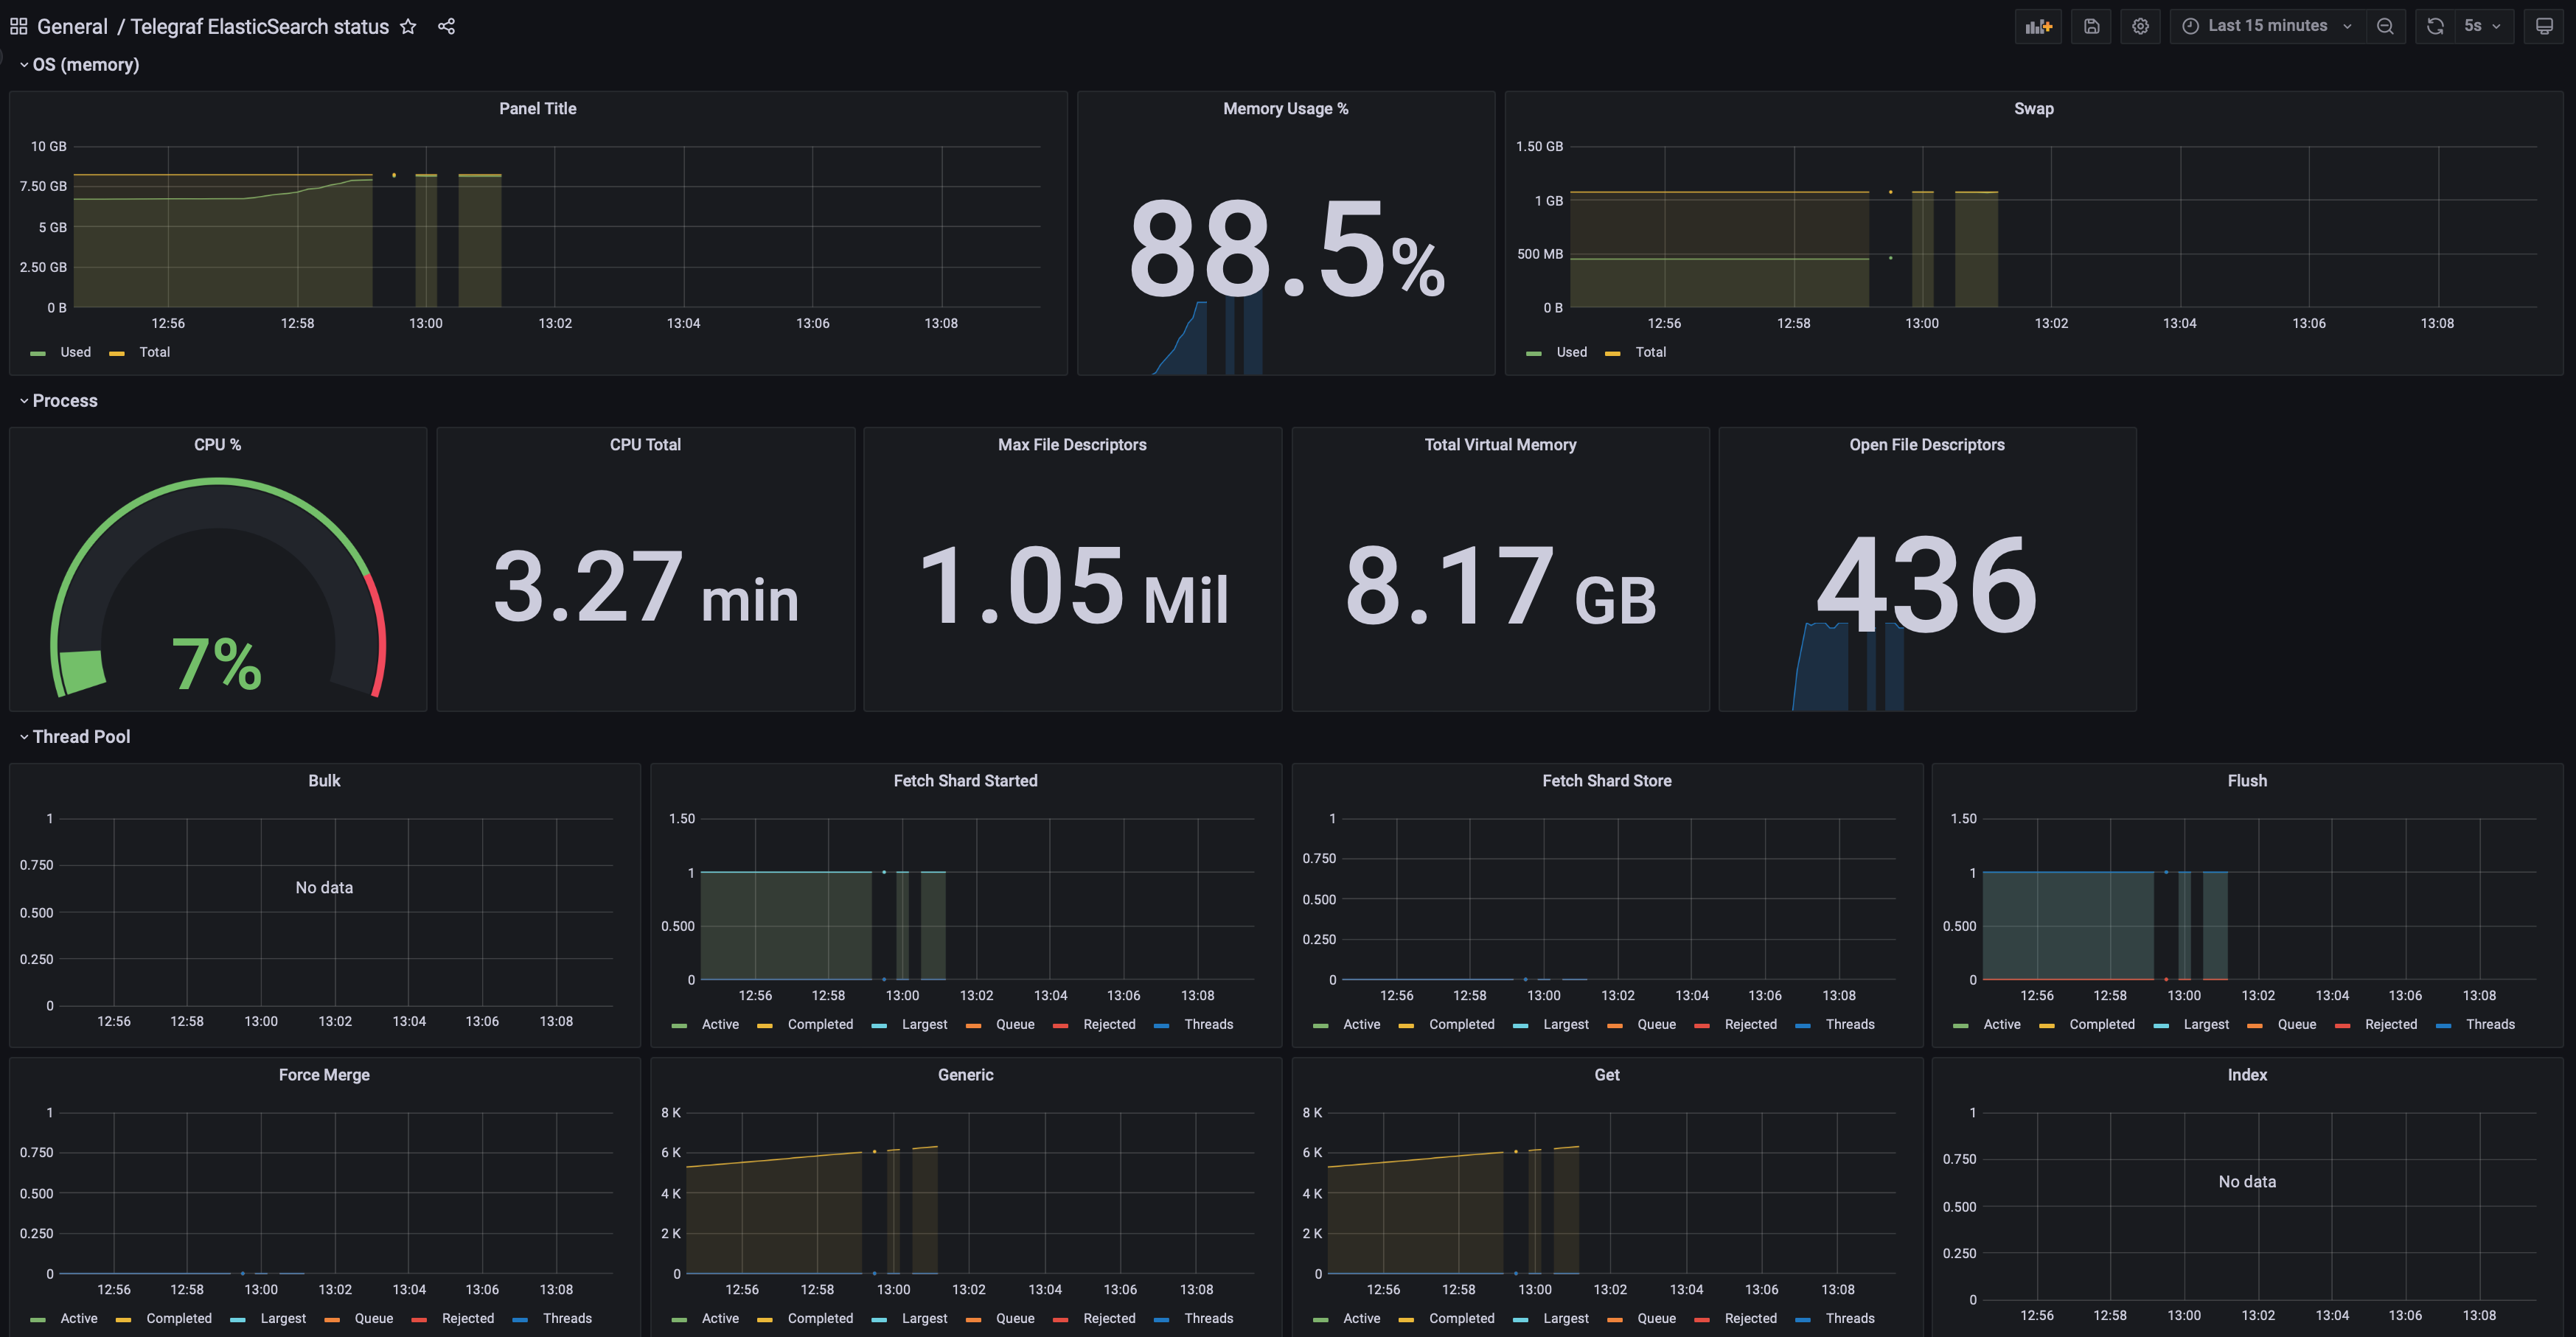 General / Telegraf ElasticSearch status
Last 15 minutes
5s
OS (memory)
Panel Title
10 GB
7.50 GB
5 GB
2.50 GB
0 B
12:56 12:58 13:00 13:02 13:04 13:06 13:08
Used Total
Memory Usage %
88.5%
Swap
1.50 GB
1 GB
500 MB
0 B
12:56 12:58 13:00 13:02 13:04 13:06 13:08
Used Total
Process
CPU %
7%
CPU Total
3.27 min
Max File Descriptors
1.05 Mil
Total Virtual Memory
8.17 GB
Open File Descriptors
436
Thread Pool
Bulk
1
0.750
0.500
0.250
0
No data
12:56 12:58 13:00 13:02 13:04 13:06 13:08
Fetch Shard Started
1.50
1
0.500
0
12:56 12:58 13:00 13:02 13:04 13:06 13:08
Active Completed Largest Queue Rejected Threads
Fetch Shard Store
1
0.750
0.500
0.250
0
12:56 12:58 13:00 13:02 13:04 13:06 13:08
Active Completed Largest Queue Rejected Threads
Flush
1.50
1
0.500
0
12:56 12:58 13:00 13:02 13:04 13:06 13:08
Active Completed Largest Queue Rejected Threads
Force Merge
1
0.750
0.500
0.250
0
12:56 12:58 13:00 13:02 13:04 13:06 13:08
Active Completed Largest Queue Rejected Threads
Generic
8 K
6 K
4 K
2 K
0
12:56 12:58 13:00 13:02 13:04 13:06 13:08
Active Completed Largest Queue Rejected Threads
Get
8 K
6 K
4 K
2 K
0
12:56 12:58 13:00 13:02 13:04 13:06 13:08
Active Completed Largest Queue Rejected Threads
Index
1
0.750
0.500
0.250
0
No data
12:56 12:58 13:00 13:02 13:04 13:06 13:08